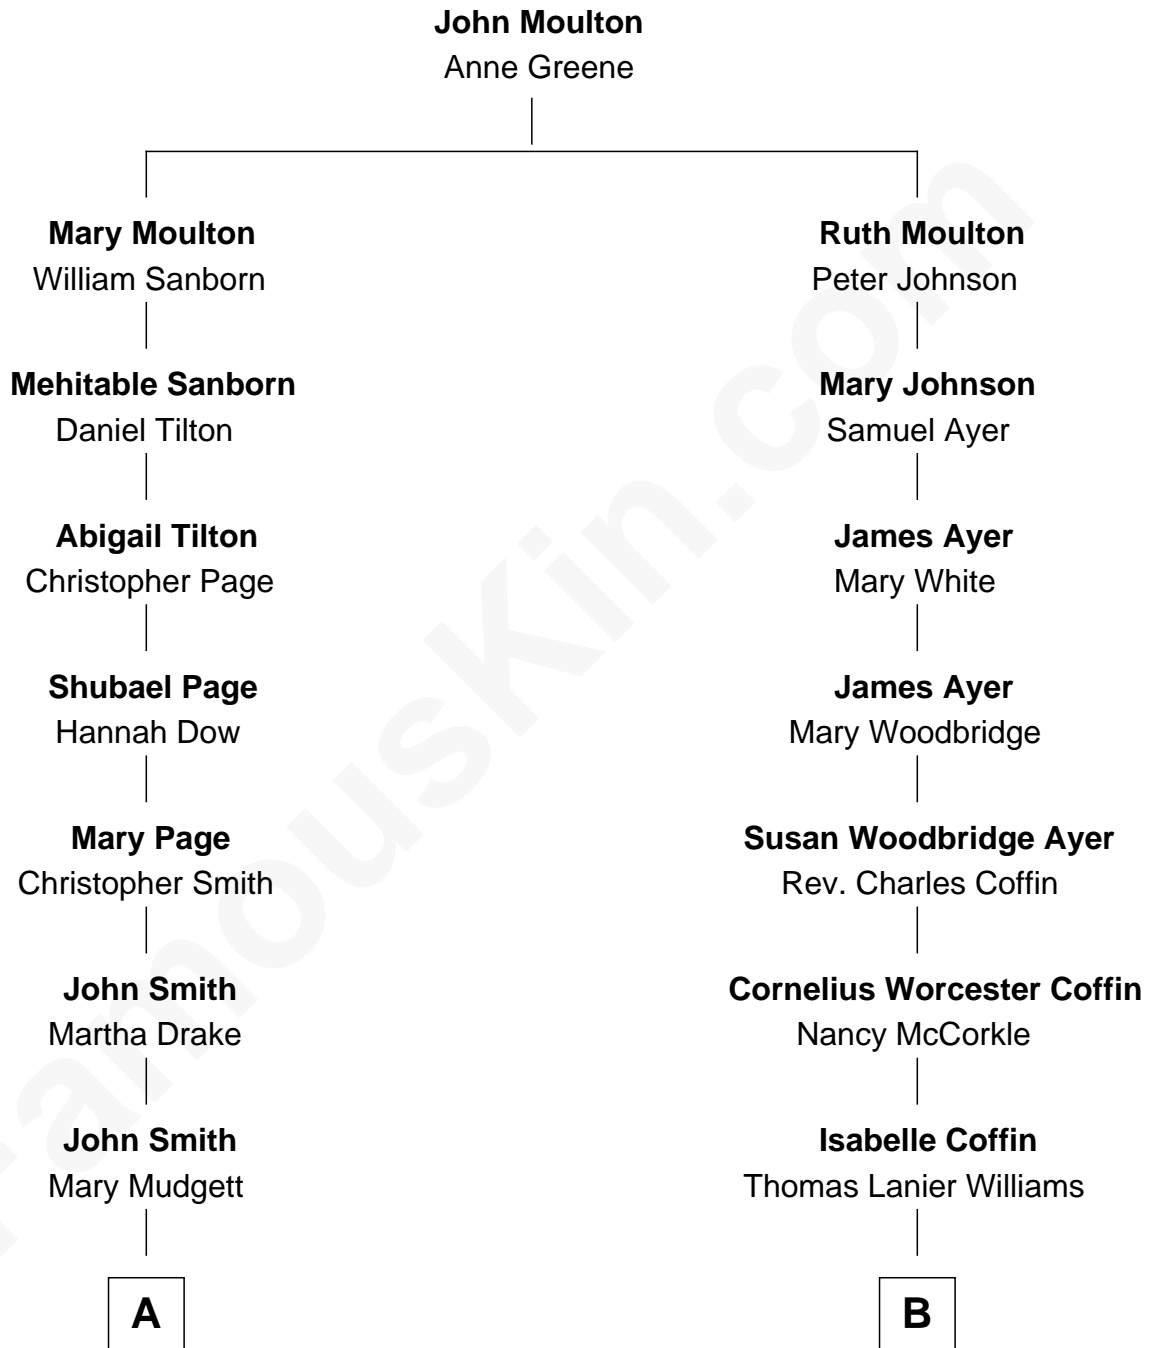 John Moulton
Anne Greene
Mary Moulton
William Sanborn
Ruth Moulton
Peter Johnson
Mehitable Sanborn
Daniel Tilton
Mary Johnson
Samuel Ayer
Abigail Tilton
Christopher Page
James Ayer
Mary White
Shubael Page
Hannah Dow
James Ayer
Mary Woodbridge
Mary Page
Christopher Smith
Susan Woodbridge Ayer
Rev. Charles Coffin
John Smith
Martha Drake
Cornelius Worcester Coffin
Nancy McCorkle
John Smith
Mary Mudgett
Isabelle Coffin
Thomas Lanier Williams
A
B
FamousKin.com